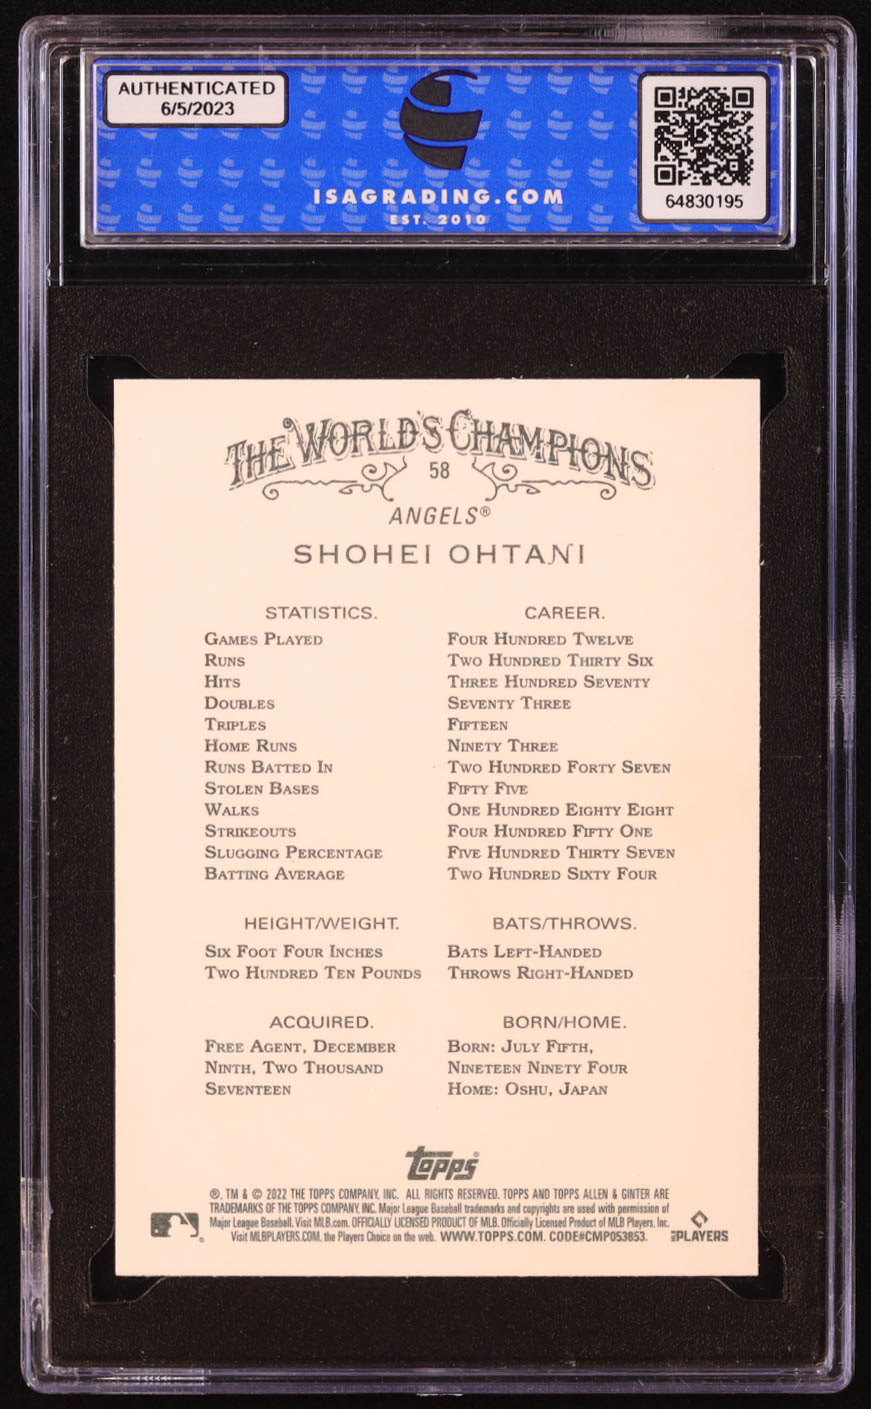 AUTHENTICATED
6/5/2023
ISAGRADING.COM
EST. 2010
64830195
THE WORLD'S CHAMPIONS
58
ANGELS®
SHOHEI OHTANI
STATISTICS. CAREER.
GAMES PLAYED FOUR HUNDRED TWELVE
RUNS TWO HUNDRED THIRTY SIX
HITS THREE HUNDRED SEVENTY
DOUBLES SEVENTY THREE
TRIPLES FIFTEEN
HOME RUNS NINETY THREE
RUNS BATTED IN TWO HUNDRED FORTY SEVEN
STOLEN BASES FIFTY FIVE
WALKS ONE HUNDRED EIGHTY EIGHT
STRIKEOUTS FOUR HUNDRED FIFTY ONE
SLUGGING PERCENTAGE FIVE HUNDRED THIRTY SEVEN
BATTING AVERAGE TWO HUNDRED SIXTY FOUR
HEIGHT/WEIGHT. BATS/THROWS.
SIX FOOT FOUR INCHES BATS LEFT-HANDED
TWO HUNDRED TEN POUNDS THROWS RIGHT-HANDED
ACQUIRED. BORN/HOME.
FREE AGENT, DECEMBER BORN: JULY FIFTH,
NINTH, TWO THOUSAND NINETEEN NINETY FOUR
SEVENTEEN HOME: OSHU, JAPAN
Topps
®, TM & © 2022 THE TOPPS COMPANY, INC. ALL RIGHTS RESERVED. TOPPS AND TOPPS ALLEN & GINTER ARE
TRADEMARKS OF THE TOPPS COMPANY, INC. Major League Baseball trademarks and copyrights are used with permission of
Major League Baseball. Visit MLB.com. OFFICIALLY LICENSED PRODUCT OF MLB. Officially Licensed Product of MLB Players, Inc.
Visit MLBPLAYERS.COM, the Players Choice on the web. WWW.TOPPS.COM. CODE#CMP053853.
MLB PLAYERS